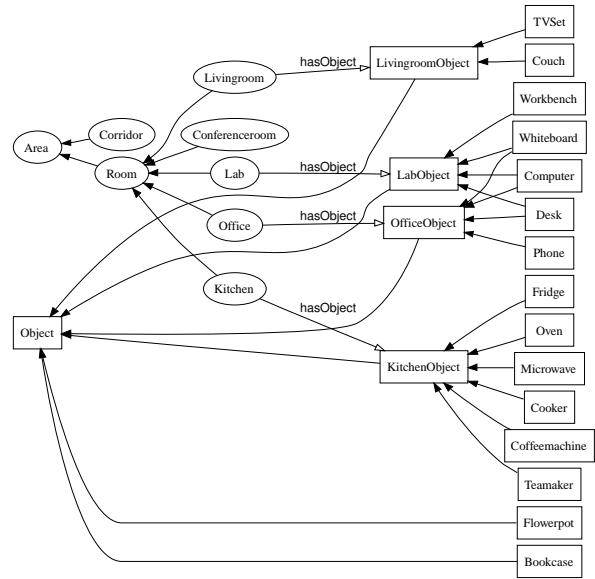 TVSet
hasObject
LivingroomObject
Couch
Livingroom
Workbench
Corridor
Conferenceroom
Whiteboard
Area
Room
Lab
hasObject
LabObject
Computer
Office
hasObject
OfficeObject
Desk
Phone
Kitchen
hasObject
Fridge
Object
Oven
KitchenObject
Microwave
Cooker
Coffeemachine
Teamaker
Flowerpot
Bookcase